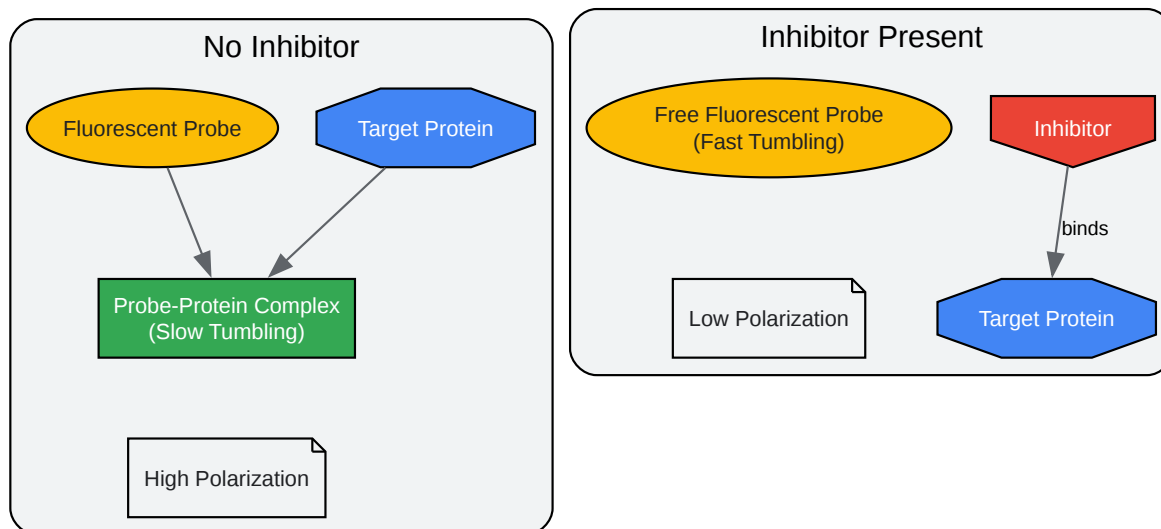 No Inhibitor
Fluorescent Probe
Target Protein
Probe-Protein Complex
(Slow Tumbling)
High Polarization
Inhibitor Present
Free Fluorescent Probe
(Fast Tumbling)
Inhibitor
binds
Low Polarization
Target Protein